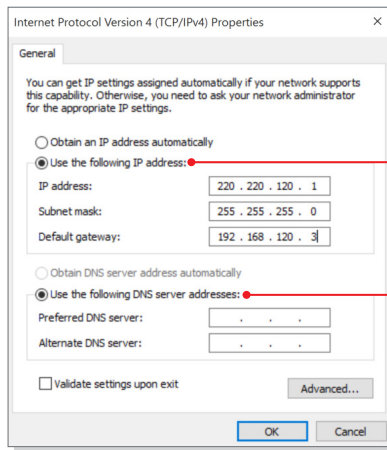 Internet Protocol Version 4 (TCP/IPv4) Properties
General
You can get IP settings assigned automatically if your network supports
this capability. Otherwise, you need to ask your network administrator
for the appropriate IP settings.
Obtain an IP address automatically
Use the following IP address:
IP address: 220 . 220 . 120 . 1
Subnet mask: 255 . 255 . 255 . 0
Default gateway: 192 . 168 . 120 . 3
Obtain DNS server address automatically
Use the following DNS server addresses:
Preferred DNS server: . . .
Alternate DNS server: . . .
Validate settings upon exit
Advanced...
OK Cancel